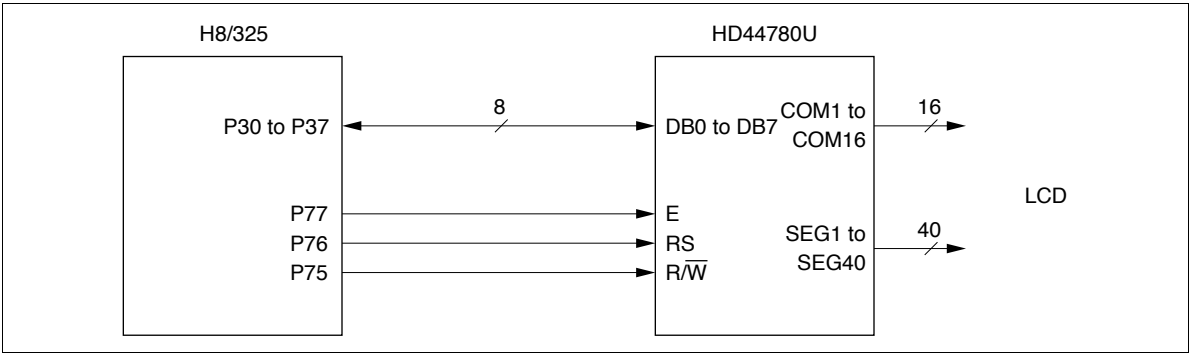 H8/325
HD44780U
P30 to P37
8
DB0 to DB7
COM1 to
COM16
16
P77
E
P76
RS
P75
R/W̅
SEG1 to
SEG40
40
LCD